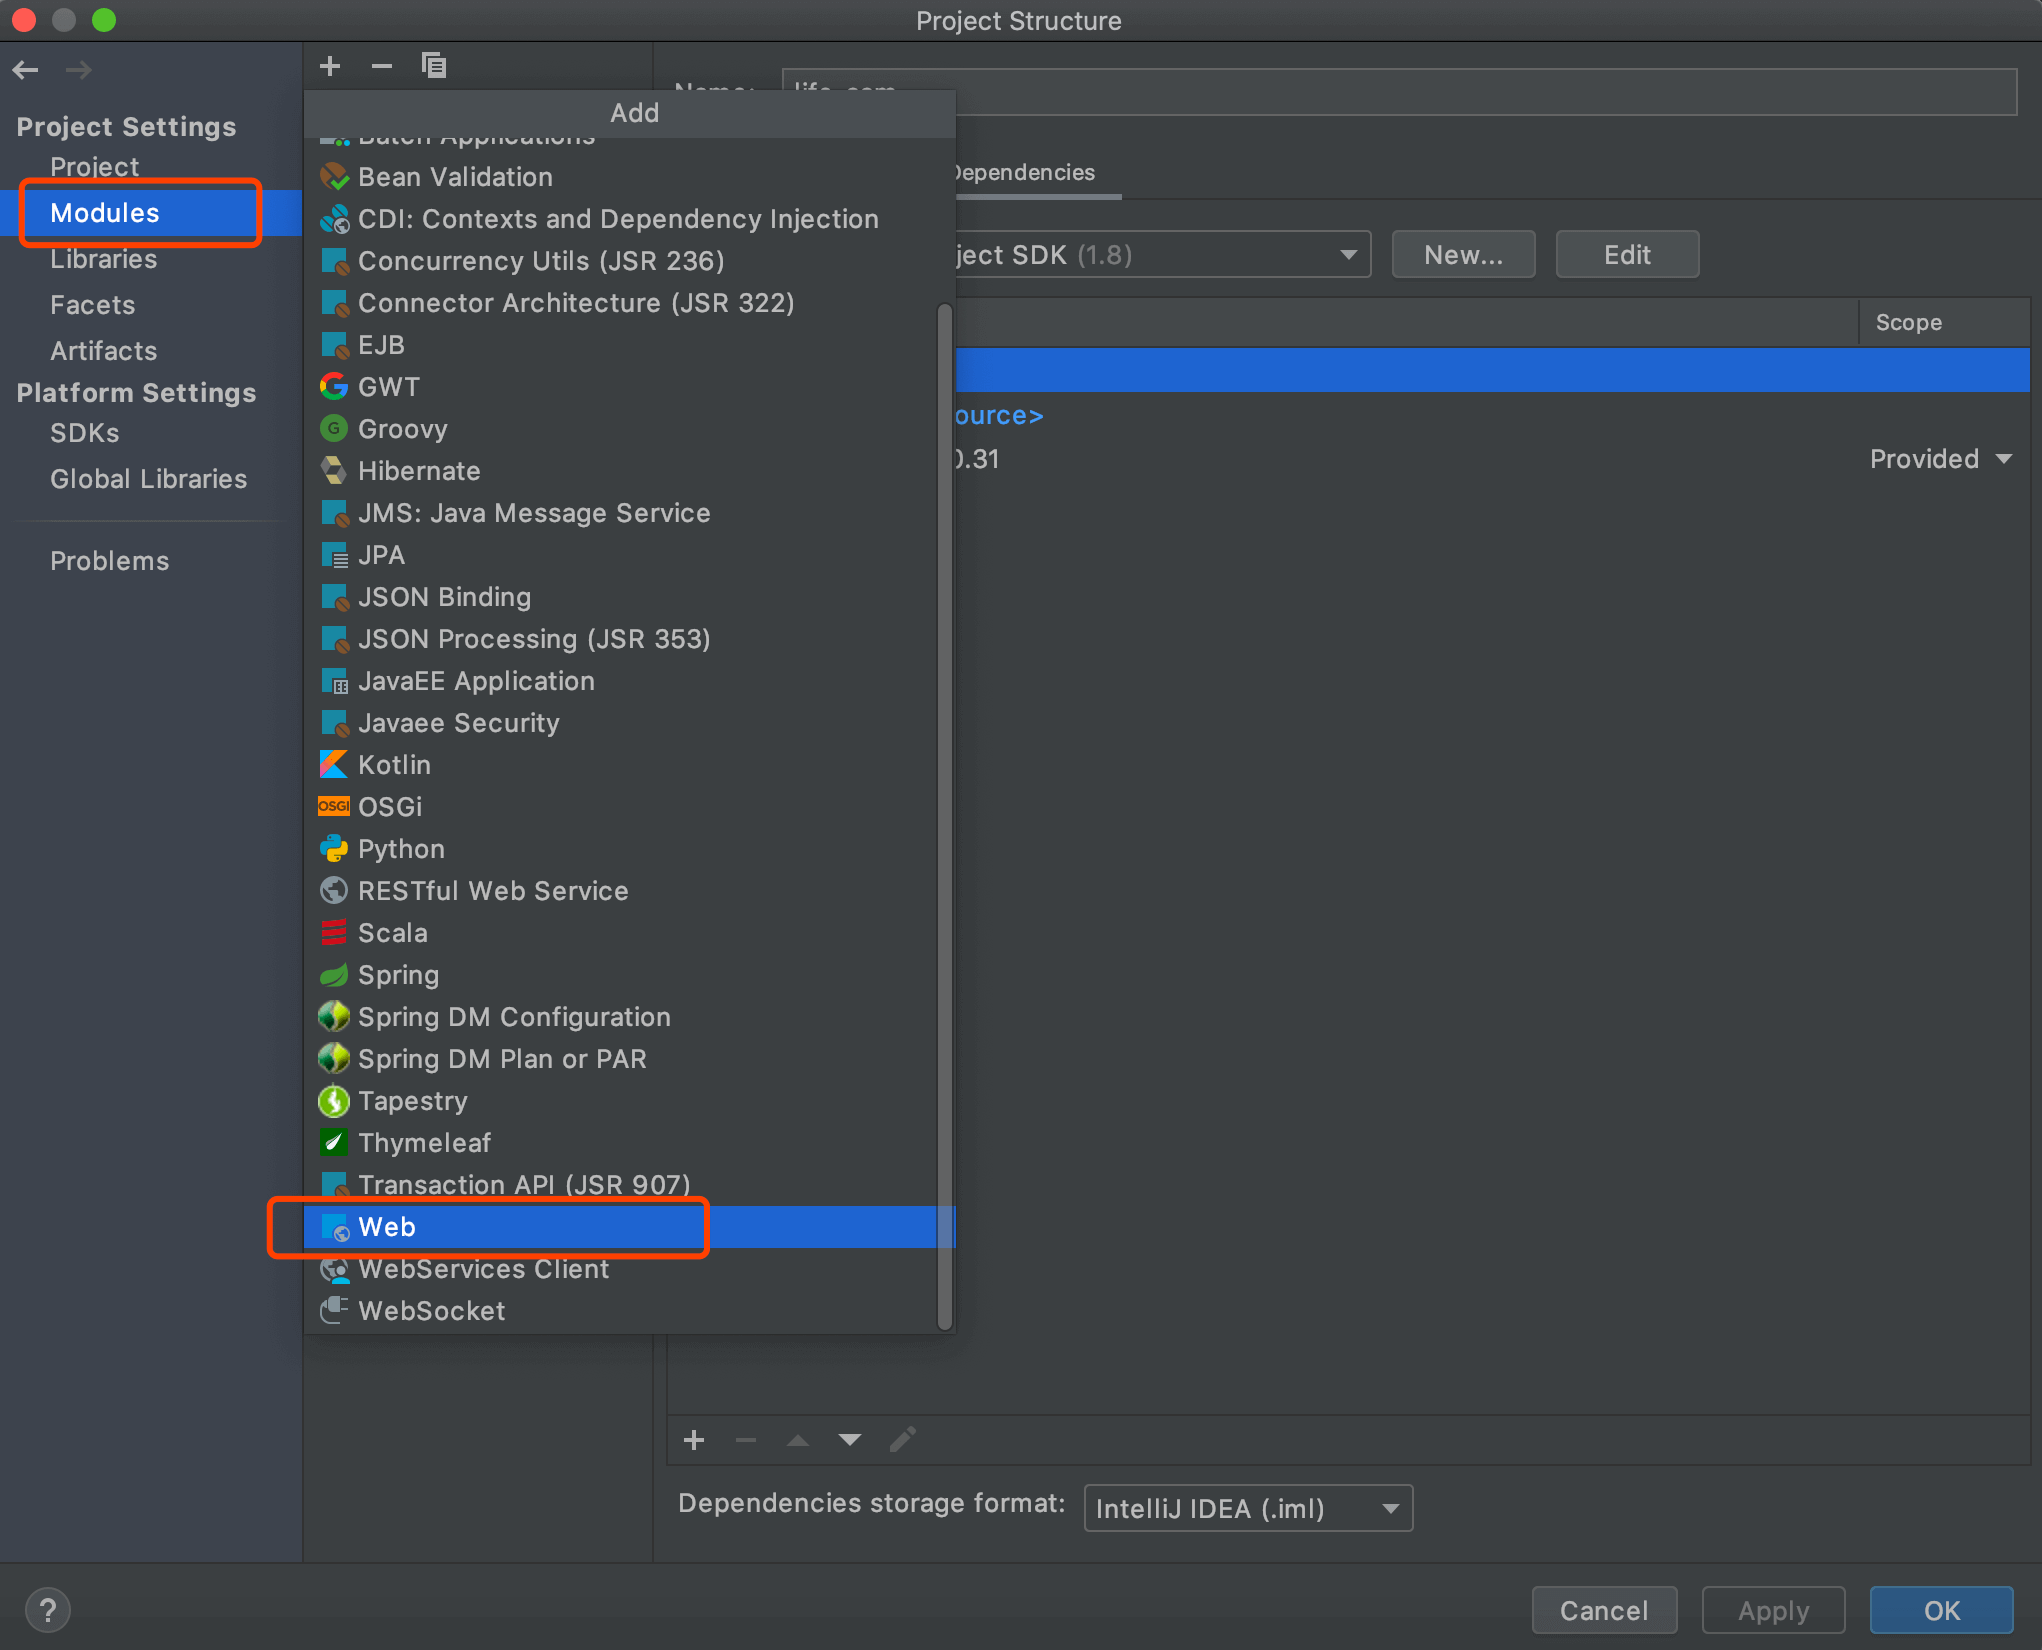 Project Structure
Project Settings
Project
Modules
Libraries
Facets
Artifacts
Platform Settings
SDKs
Global Libraries
Problems
Add
Bean Validation
CDI: Contexts and Dependency Injection
Concurrency Utils (JSR 236)
Connector Architecture (JSR 322)
EJB
GWT
Groovy
Hibernate
JMS: Java Message Service
JPA
JSON Binding
JSON Processing (JSR 353)
JavaEE Application
Javaee Security
Kotlin
OSGi OSGi
Python
RESTful Web Service
Scala
Spring
Spring DM Configuration
Spring DM Plan or PAR
Tapestry
Thymeleaf
Transaction API (JSR 907)
Web
WebServices Client
WebSocket
Dependencies
ject SDK (1.8)
New...
Edit
Scope
ource>
0.31
Provided
Dependencies storage format:
IntelliJ IDEA (.iml)
?
Cancel
Apply
OK